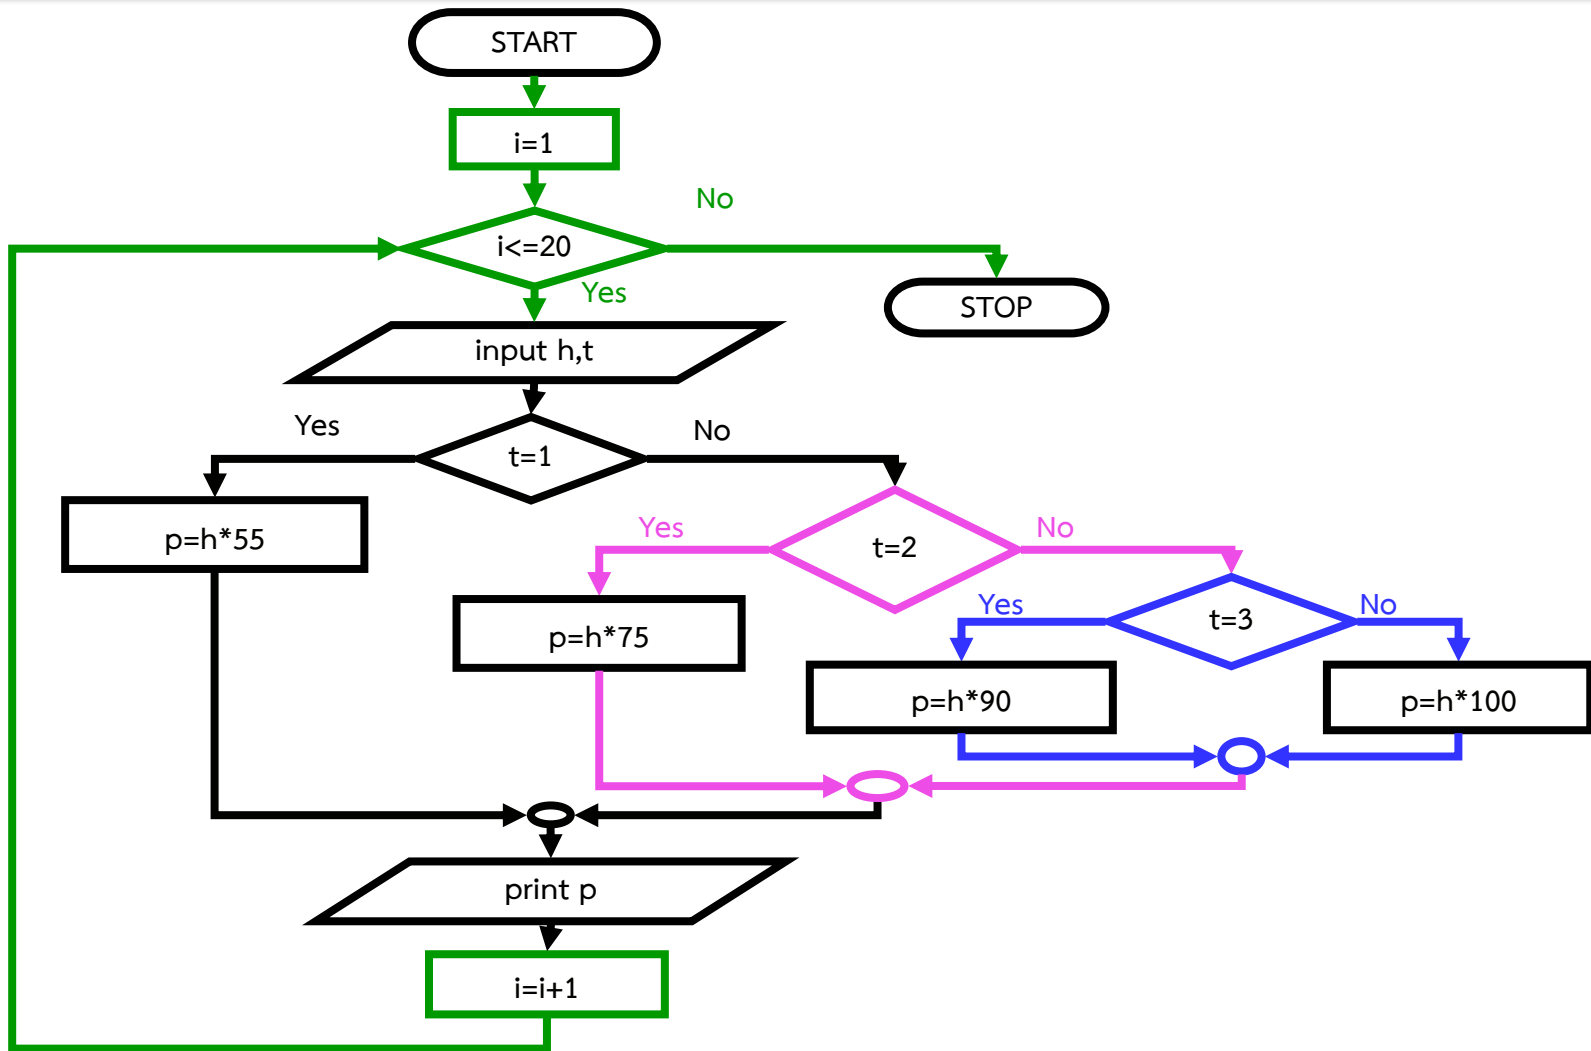 START
i=1
No
i<=20
Yes
STOP
input h,t
Yes
t=1
No
p=h*55
Yes
t=2
No
p=h*75
Yes
t=3
No
p=h*90
p=h*100
print p
i=i+1